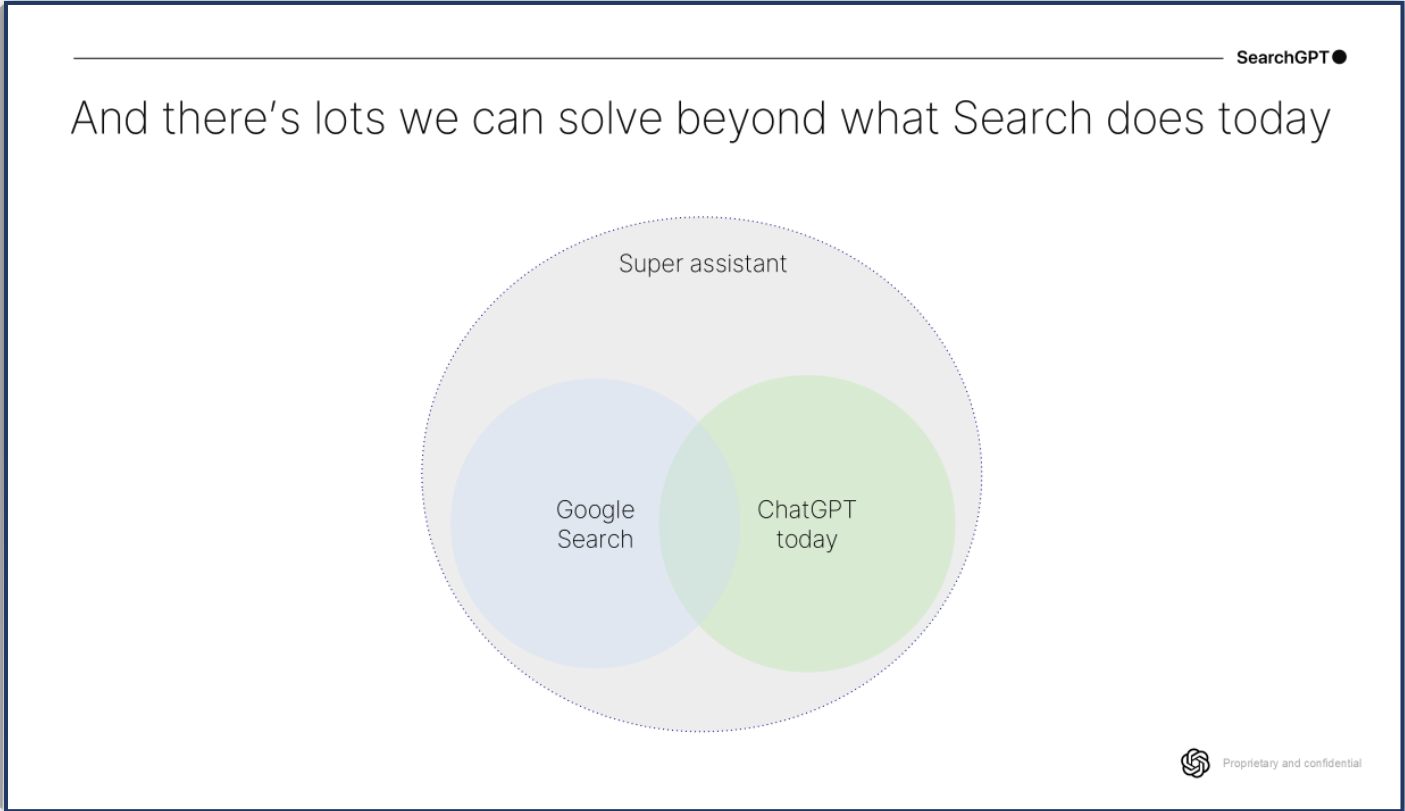 SearchGPT
And there's lots we can solve beyond what Search does today
Super assistant
Google
Search
ChatGPT
today
Proprietary and confidential